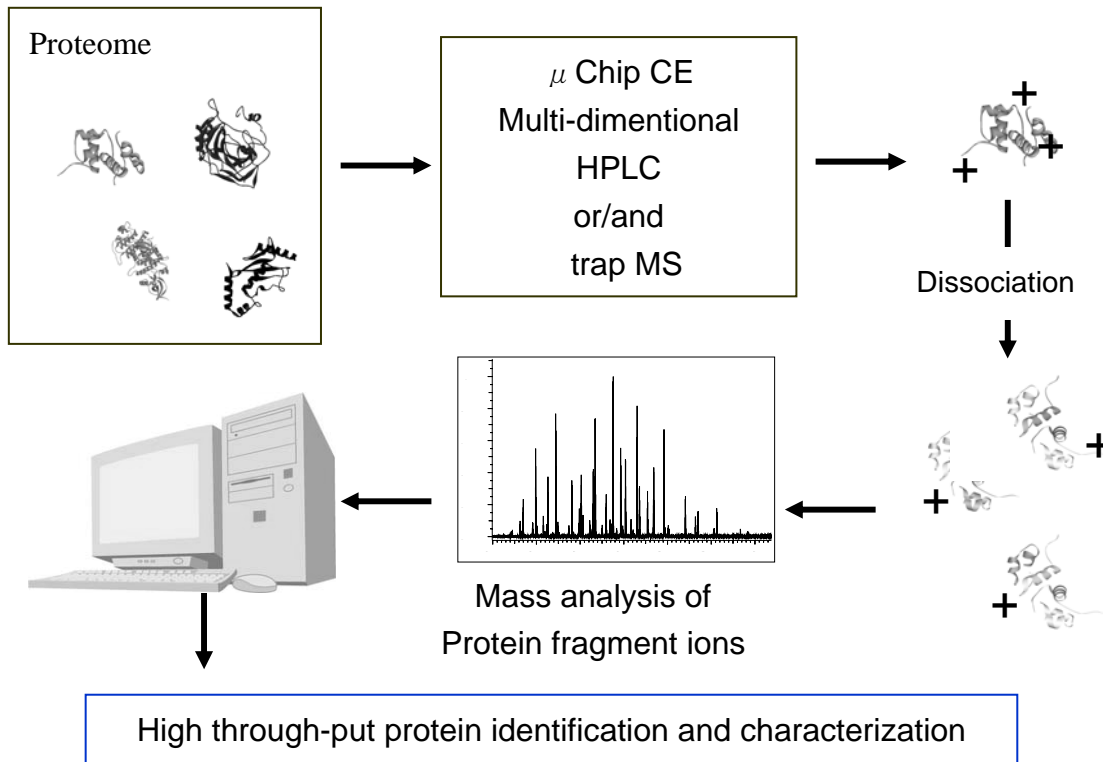 Proteome
μ Chip CE
Multi-dimentional
HPLC
or/and
trap MS
+
+
+
Dissociation
+
+
+
Mass analysis of
Protein fragment ions
High through-put protein identification and characterization